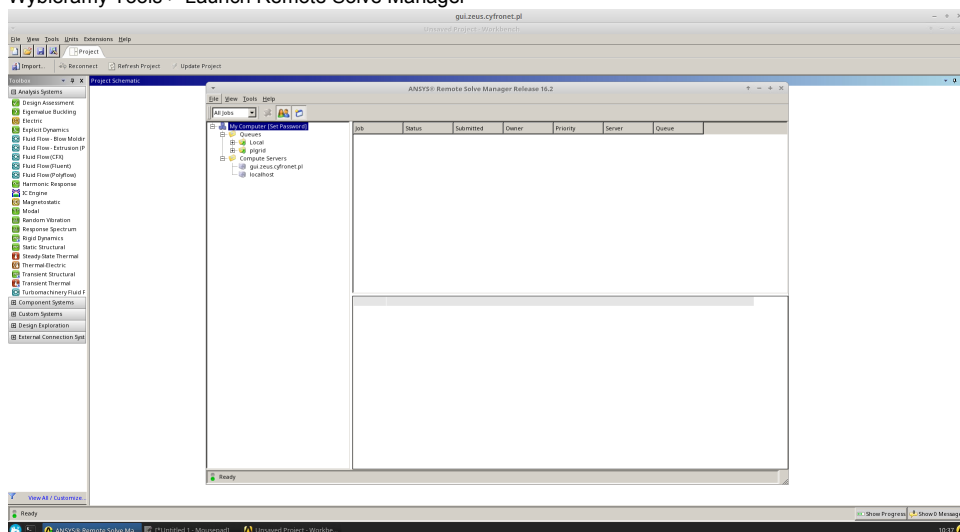 Wybieramy Tools > Launch Remote Solve Manager
gui.zeus.cyfronet.pl
Unsaved Project - Workbench
File View Tools Units Extensions Help
Project
Import... Reconnect Refresh Project Update Project
Toolbox
Project Schematic
Analysis Systems
Design Assessment
Eigenvalue Buckling
Electric
Explicit Dynamics
Fluid Flow - Blow Moldir
Fluid Flow - Extrusion (P
Fluid Flow (CFX)
Fluid Flow (Fluent)
Fluid Flow (Polyflow)
Harmonic Response
IC Engine
Magnetostatic
Modal
Random Vibration
Response Spectrum
Rigid Dynamics
Static Structural
Steady-State Thermal
Thermal-Electric
Transient Structural
Transient Thermal
Turbomachinery Fluid F
Component Systems
Custom Systems
Design Exploration
External Connection Syst
View All / Customize...
ANSYS® Remote Solve Manager Release 16.2
File View Tools Help
All Jobs
My Computer [Set Password]
Queues
Local
plgrid
Compute Servers
gui.zeus.cyfronet.pl
localhost
Job Status Submitted Owner Priority Server Queue
Ready
Ready
Show Progress Show 0 Message
ANSYS® Remote Solve Ma... [*Untitled 1 - Mousepad] Unsaved Project - Workbe...
10:37